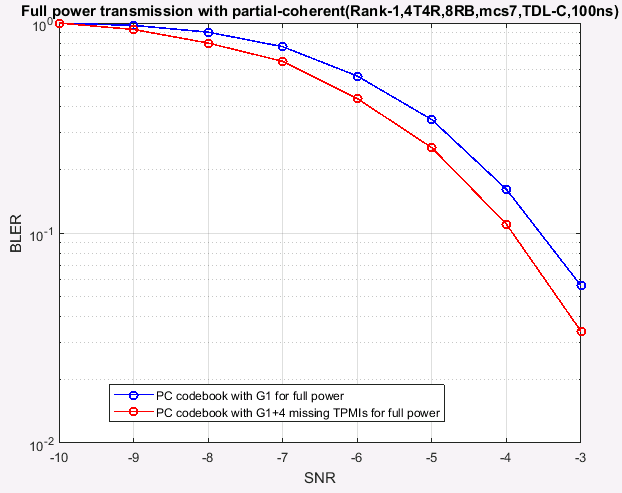 Full power transmission with partial-coherent(Rank-1,4T4R,8RB,mcs7,TDL-C,100ns)
10^0
10^-1
10^-2
BLER
PC codebook with G1 for full power
PC codebook with G1+4 missing TPMIs for full power
-10 -9 -8 -7 -6 -5 -4 -3
SNR